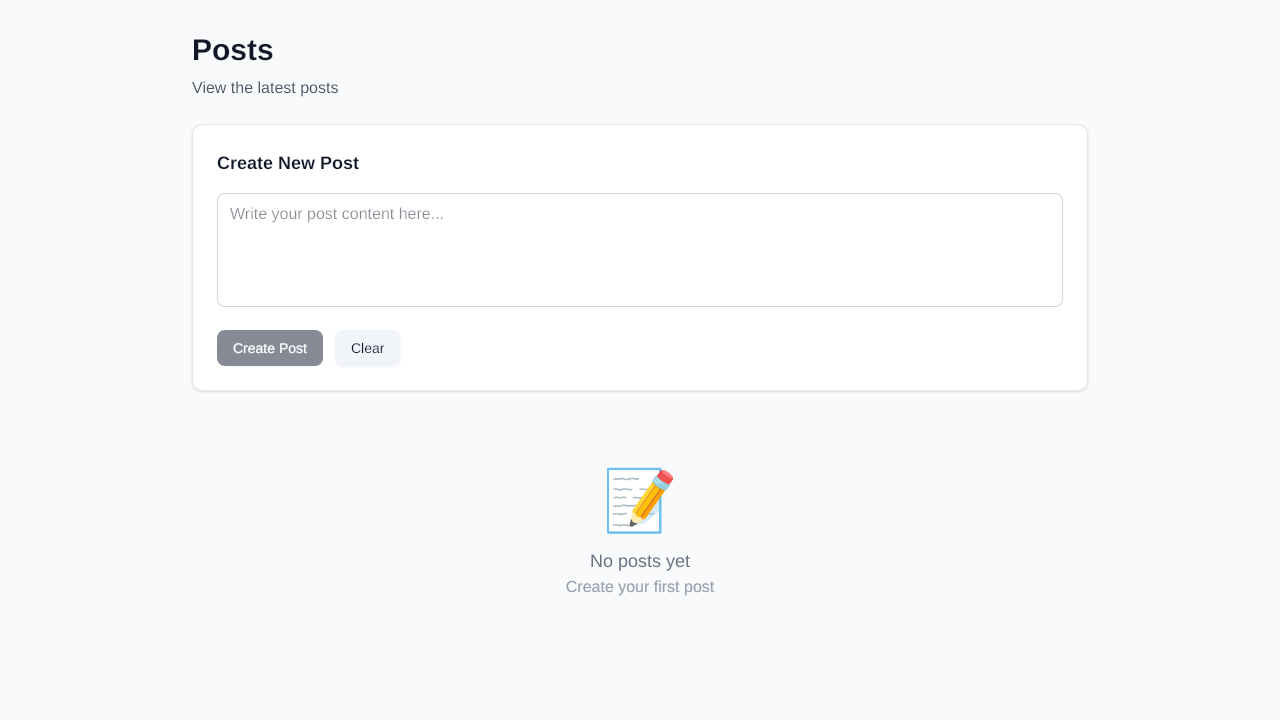 Posts
View the latest posts
Create New Post
Write your post content here...
Create Post
Clear
No posts yet
Create your first post